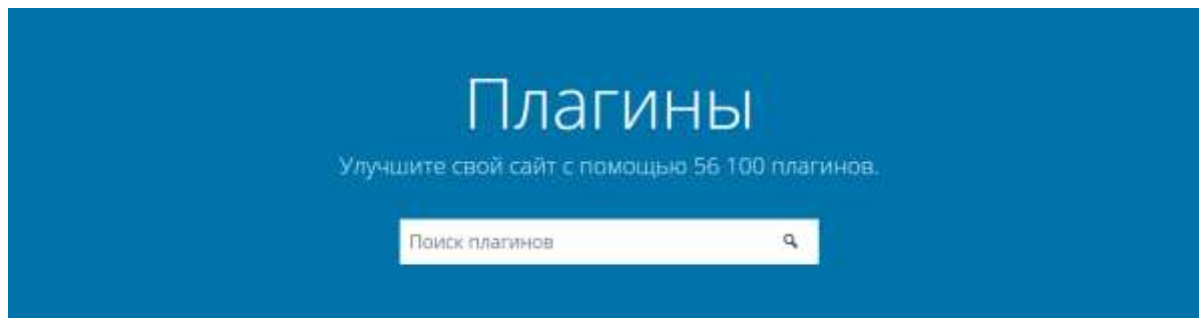 Плагины
Улучшите свой сайт с помощью 56 100 плагинов.
Поиск плагинов